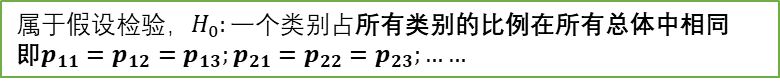 属于假设检验，H₀: 一个类别占所有类别的比例在所有总体中相同
即p₁₁ = p₁₂ = p₁₃; p₂₁ = p₂₂ = p₂₃; … …